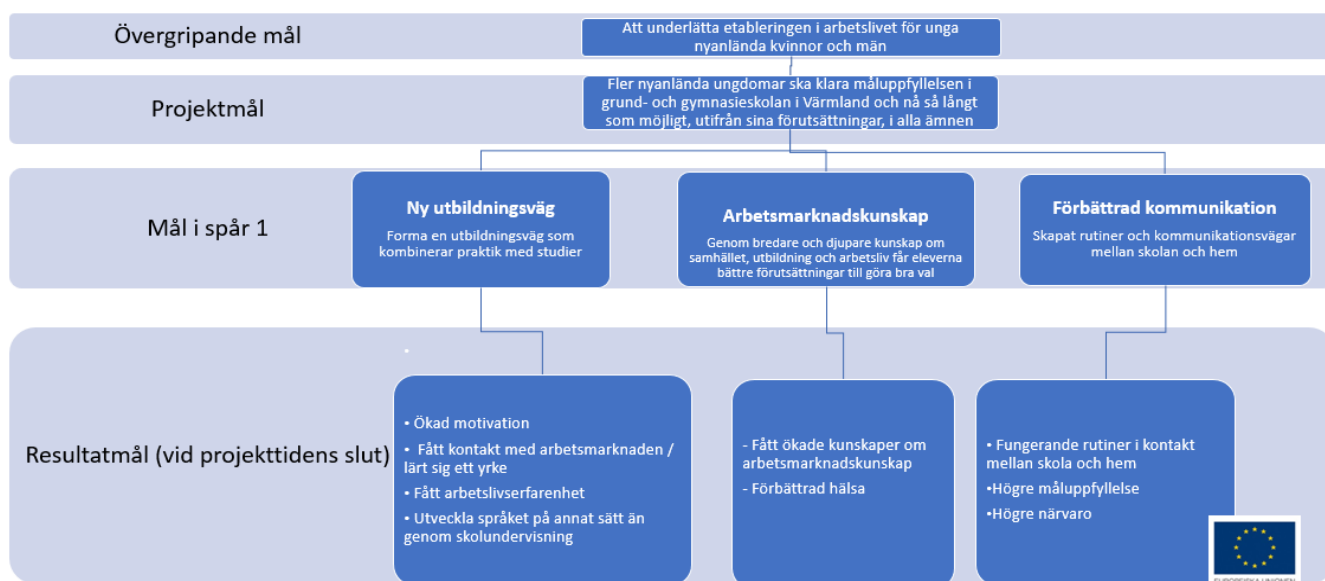 Övergripande mål
Att underlätta etableringen i arbetslivet för unga
nyanlända kvinnor och män
Projektmål
Fler nyanlända ungdomar ska klara måluppfyllelsen i
grund- och gymnasieskolan i Värmland och nå så långt
som möjligt, utifrån sina förutsättningar, i alla ämnen
Mål i spår 1
Ny utbildningsväg
Forma en utbildningsväg som
kombinerar praktik med studier
Arbetsmarknadskunskap
Genom bredare och djupare kunskap om
samhället, utbildning och arbetsliv får eleverna
bättre förutsättningar till göra bra val
Förbättrad kommunikation
Skapat rutiner och kommunikationsvägar
mellan skolan och hem
Resultatmål (vid projekttidens slut)
•
• Ökad motivation
• Fått kontakt med arbetsmarknaden /
lärt sig ett yrke
• Fått arbetslivserfarenhet
• Utveckla språket på annat sätt än
genom skolundervisning
- Fått ökade kunskaper om
arbetsmarknadskunskap
- Förbättrad hälsa
• Fungerande rutiner i kontakt
mellan skola och hem
•Högre måluppfyllelse
•Högre närvaro
EUROPEISKA UNIONEN